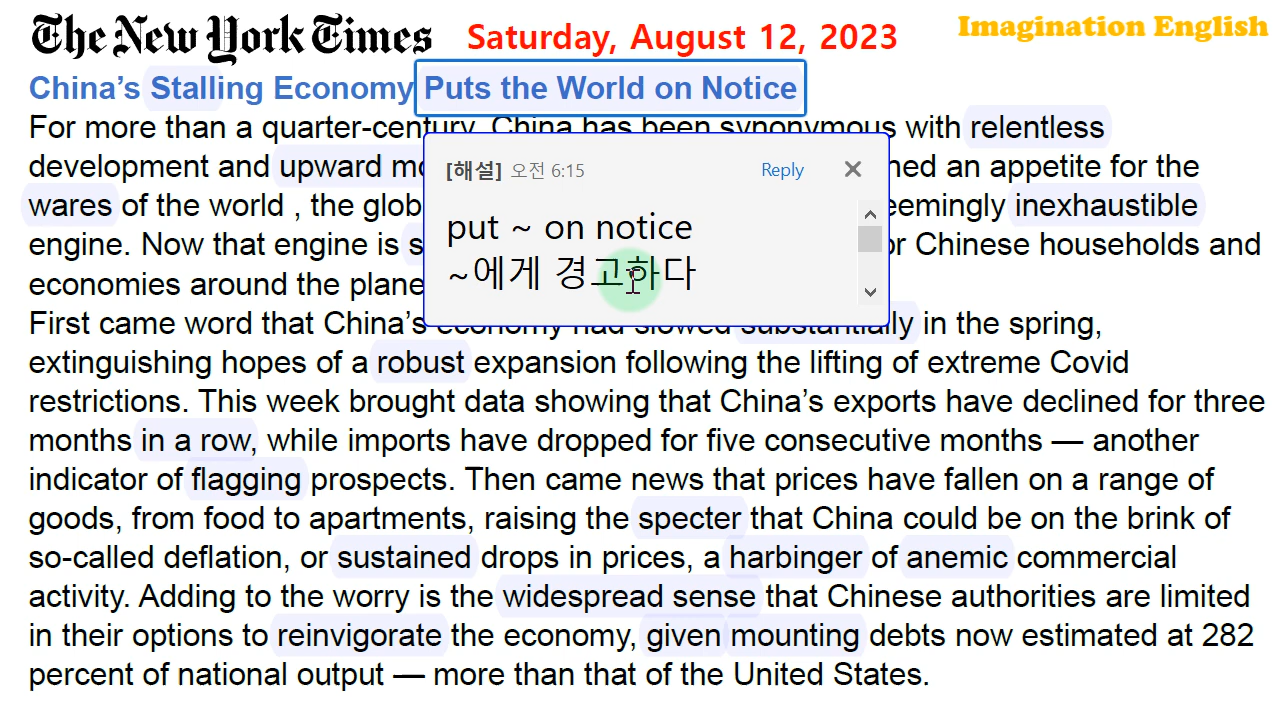 The New York Times
Saturday, August 12, 2023
Imagination English
China's Stalling Economy Puts the World on Notice
For more than a quarter-century, China has been synonymous with relentless
development and upward
an appetite for the
[해설] 오전 6:15 Reply
wares of the world , the
inexhaustible
put ~ on notice
engine. Now that engine is
Chinese households and
~에게 경고하다
economies around the
First came word that China's economy had slowed substantially in the spring,
extinguishing hopes of a robust expansion following the lifting of extreme Covid
restrictions. This week brought data showing that China's exports have declined for three
months in a row, while imports have dropped for five consecutive months — another
indicator of flagging prospects. Then came news that prices have fallen on a range of
goods, from food to apartments, raising the specter that China could be on the brink of
so-called deflation, or sustained drops in prices, a harbinger of anemic commercial
activity. Adding to the worry is the widespread sense that Chinese authorities are limited
in their options to reinvigorate the economy, given mounting debts now estimated at 282
percent of national output — more than that of the United States.